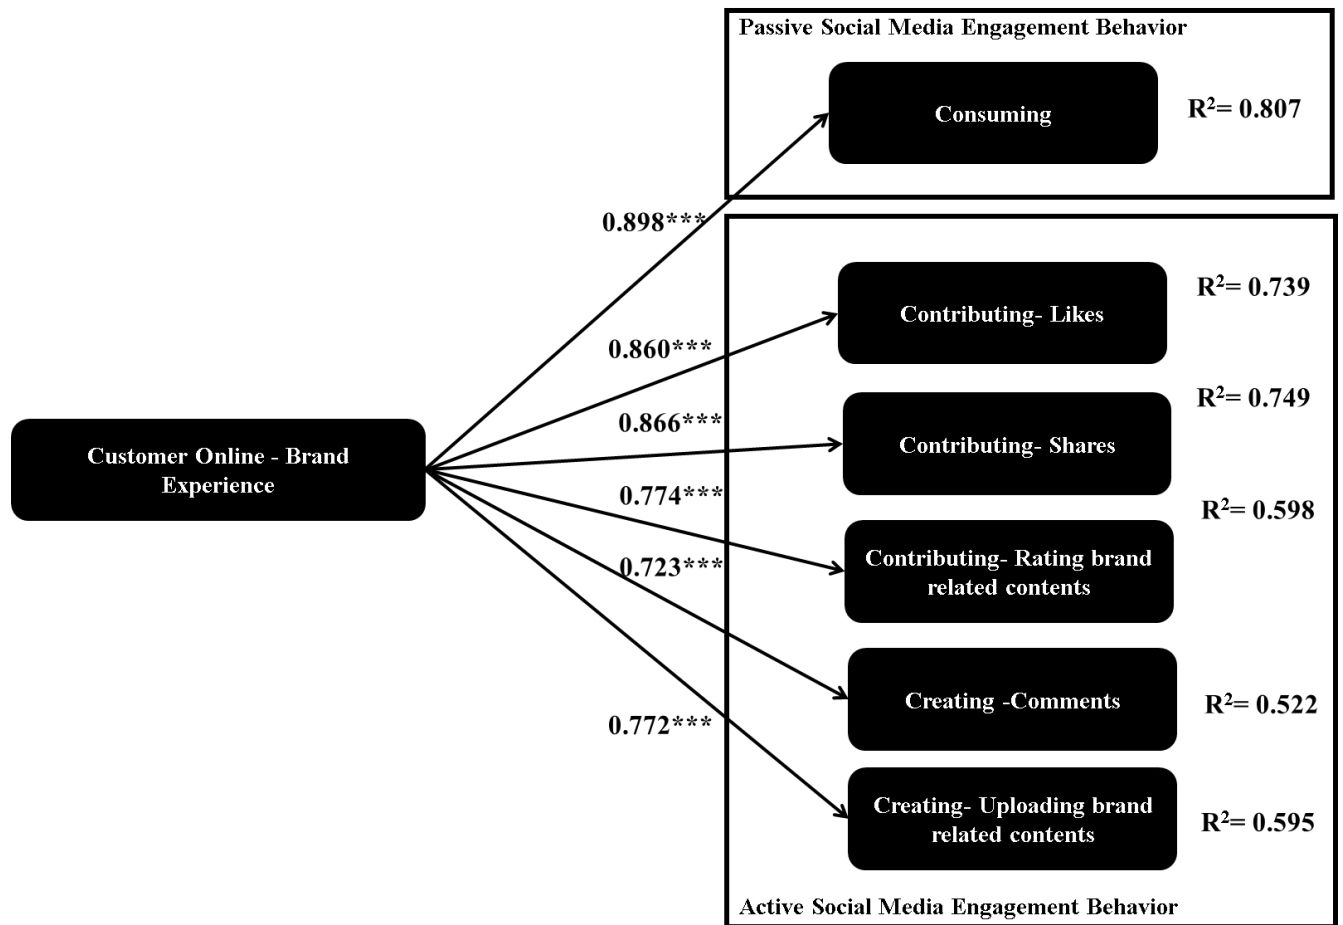 Passive Social Media Engagement Behavior
Consuming
R²= 0.807
0.898***
Contributing- Likes
R²= 0.739
0.860***
Contributing- Shares
R²= 0.749
0.866***
Customer Online - Brand
Experience
0.774***
Contributing- Rating brand
related contents
R²= 0.598
0.723***
Creating -Comments
R²= 0.522
0.772***
Creating- Uploading brand
related contents
R²= 0.595
Active Social Media Engagement Behavior